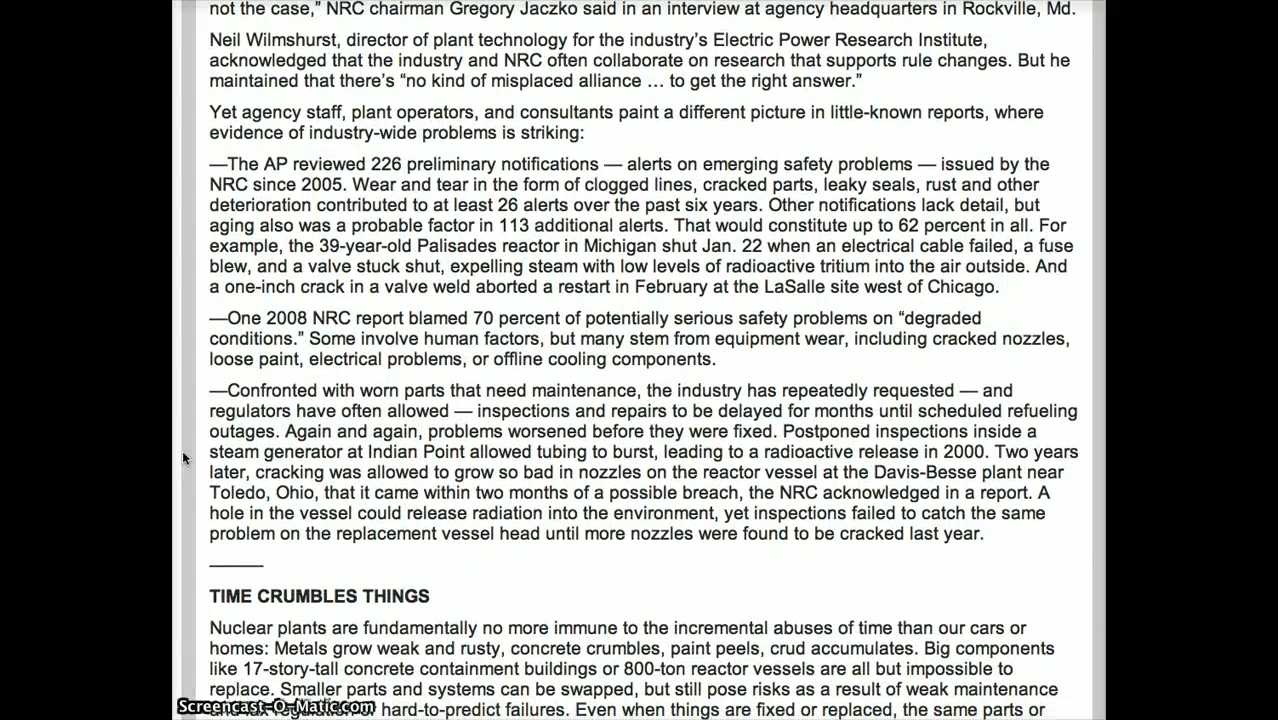 not the case,” NRC chairman Gregory Jaczko said in an interview at agency headquarters in Rockville, Md.
Neil Wilmshurst, director of plant technology for the industry’s Electric Power Research Institute,
acknowledged that the industry and NRC often collaborate on research that supports rule changes. But he
maintained that there’s “no kind of misplaced alliance … to get the right answer.”
Yet agency staff, plant operators, and consultants paint a different picture in little-known reports, where
evidence of industry-wide problems is striking:
—The AP reviewed 226 preliminary notifications — alerts on emerging safety problems — issued by the
NRC since 2005. Wear and tear in the form of clogged lines, cracked parts, leaky seals, rust and other
deterioration contributed to at least 26 alerts over the past six years. Other notifications lack detail, but
aging also was a probable factor in 113 additional alerts. That would constitute up to 62 percent in all. For
example, the 39-year-old Palisades reactor in Michigan shut Jan. 22 when an electrical cable failed, a fuse
blew, and a valve stuck shut, expelling steam with low levels of radioactive tritium into the air outside. And
a one-inch crack in a valve weld aborted a restart in February at the LaSalle site west of Chicago.
—One 2008 NRC report blamed 70 percent of potentially serious safety problems on “degraded
conditions.” Some involve human factors, but many stem from equipment wear, including cracked nozzles,
loose paint, electrical problems, or offline cooling components.
—Confronted with worn parts that need maintenance, the industry has repeatedly requested — and
regulators have often allowed — inspections and repairs to be delayed for months until scheduled refueling
outages. Again and again, problems worsened before they were fixed. Postponed inspections inside a
steam generator at Indian Point allowed tubing to burst, leading to a radioactive release in 2000. Two years
later, cracking was allowed to grow so bad in nozzles on the reactor vessel at the Davis-Besse plant near
Toledo, Ohio, that it came within two months of a possible breach, the NRC acknowledged in a report. A
hole in the vessel could release radiation into the environment, yet inspections failed to catch the same
problem on the replacement vessel head until more nozzles were found to be cracked last year.
TIME CRUMBLES THINGS
Nuclear plants are fundamentally no more immune to the incremental abuses of time than our cars or
homes: Metals grow weak and rusty, concrete crumbles, paint peels, crud accumulates. Big components
like 17-story-tall concrete containment buildings or 800-ton reactor vessels are all but impossible to
replace. Smaller parts and systems can be swapped, but still pose risks as a result of weak maintenance
hard-to-predict failures. Even when things are fixed or replaced, the same parts or
Screencast-O-Matic.com